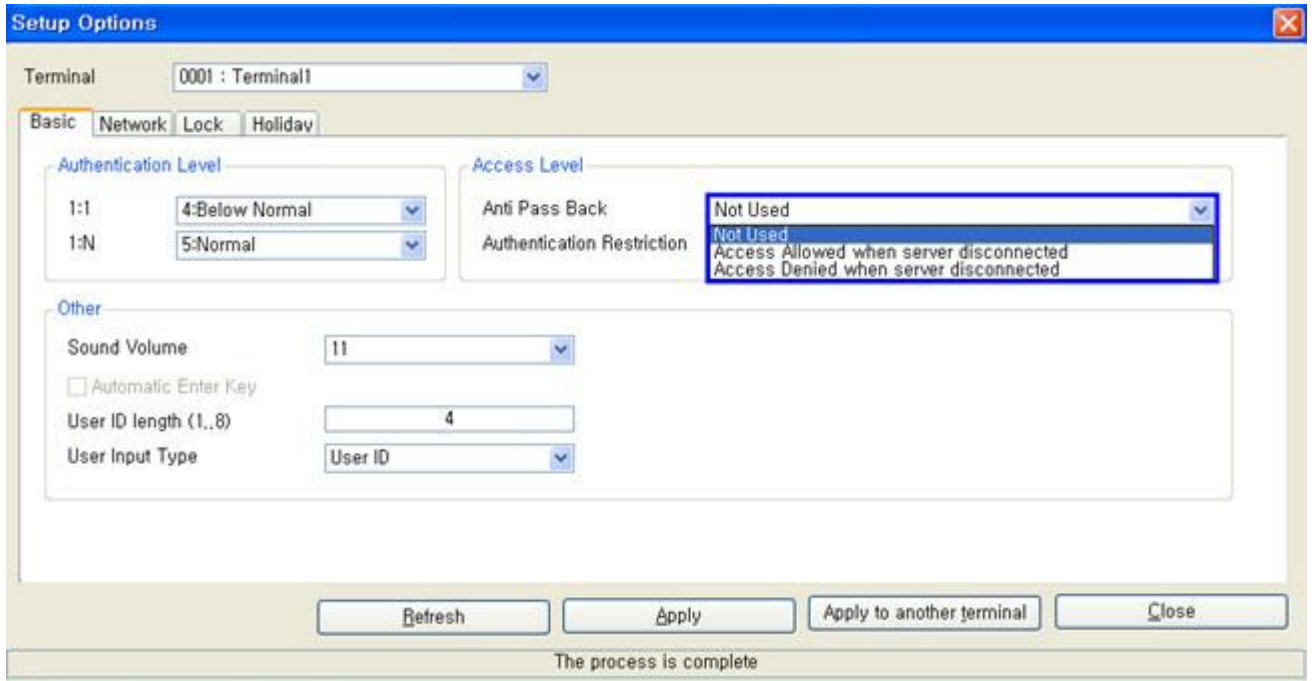 Setup Options
Terminal 0001 : Terminal1
Basic Network Lock Holiday
Authentication Level
1:1 4:Below Normal
1:N 5:Normal
Access Level
Anti Pass Back Not Used
Authentication Restriction
Not Used
Access Allowed when server disconnected
Access Denied when server disconnected
Other
Sound Volume 11
Automatic Enter Key
User ID length (1..8) 4
User Input Type User ID
Refresh Apply Apply to another terminal Close
The process is complete